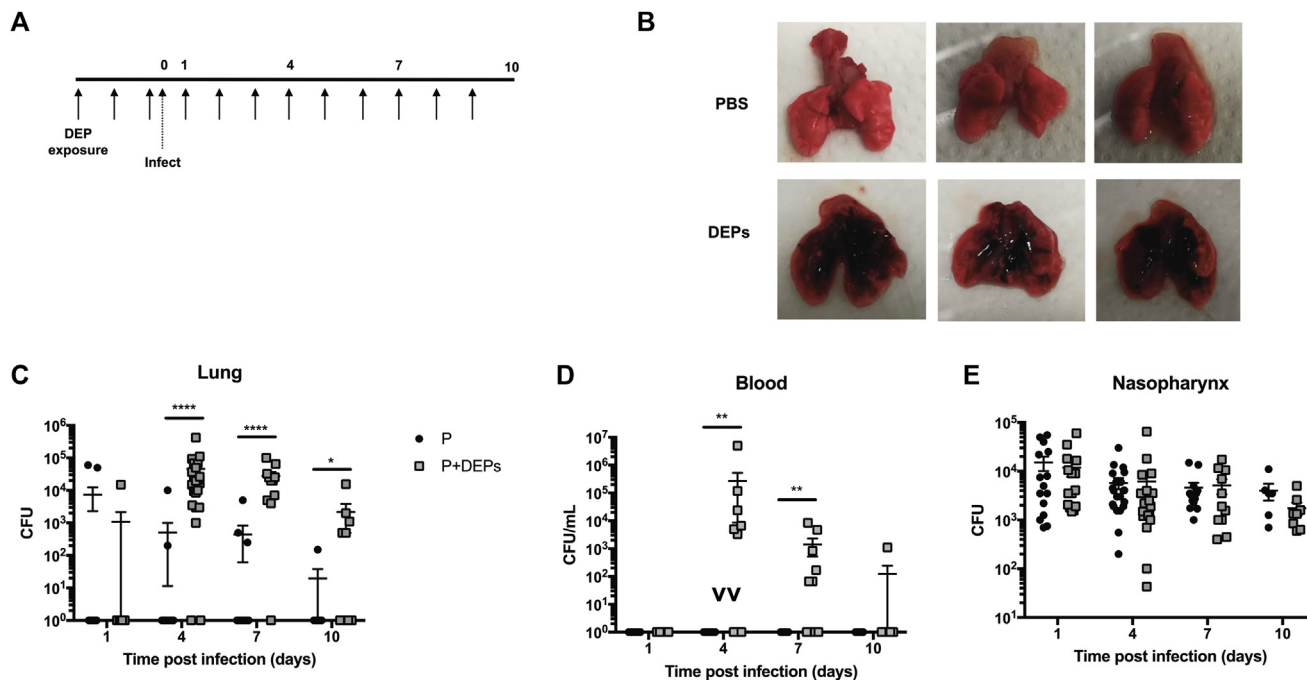 A
0 1 4 7 10
DEP
exposure
Infect
B
PBS
DEPs
C
Lung
****
****
*
CFU
10⁶
10⁵
10⁴
10³
10²
10¹
10⁰
1 4 7 10
Time post infection (days)
P
P+DEPs
D
Blood
**
**
VV
CFU/mL
10⁷
10⁶
10⁵
10⁴
10³
10²
10¹
10⁰
1 4 7 10
Time post infection (days)
E
Nasopharynx
CFU
10⁵
10⁴
10³
10²
10¹
1 4 7 10
Time post infection (days)